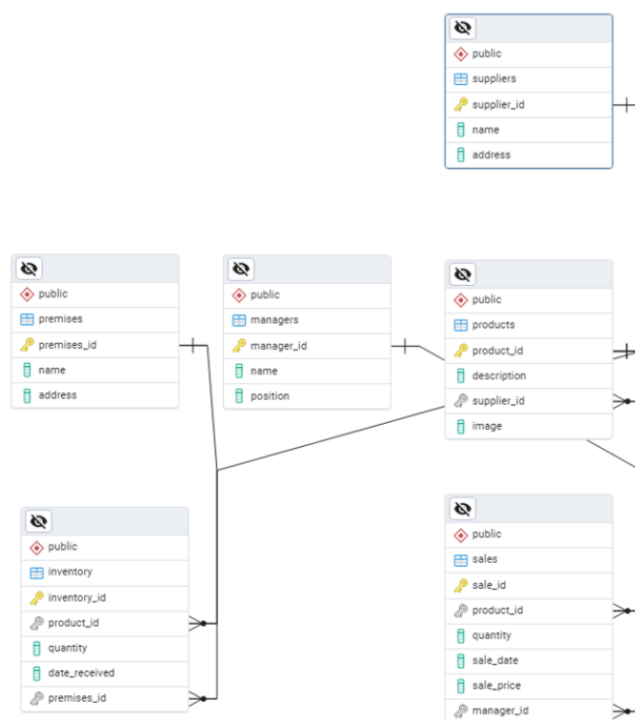 public
suppliers
supplier_id
name
address
public
premises
premises_id
name
address
public
managers
manager_id
name
position
public
products
product_id
description
supplier_id
image
public
inventory
inventory_id
product_id
quantity
date_received
premises_id
public
sales
sale_id
product_id
quantity
sale_date
sale_price
manager_id